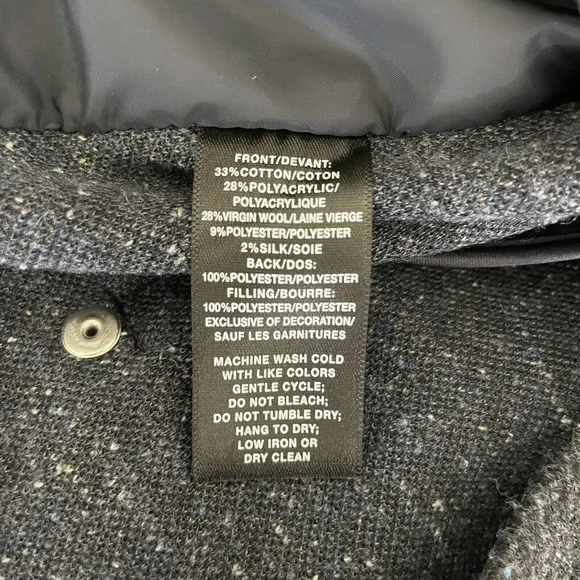 FRONT/DEVANT:
33%COTTON/COTON
28%POLYACRYLIC/
POLYACRYLIQUE
28%VIRGIN WOOL/LAINE VIERGE
9%POLYESTER/POLYESTER
2%SILK/SOIE
BACK/DOS:
100%POLYESTER/POLYESTER
FILLING/BOURRE:
100%POLYESTER/POLYESTER
EXCLUSIVE OF DECORATION/
SAUF LES GARNITURES
MACHINE WASH COLD
WITH LIKE COLORS
GENTLE CYCLE;
DO NOT BLEACH;
DO NOT TUMBLE DRY;
HANG TO DRY;
LOW IRON OR
DRY CLEAN